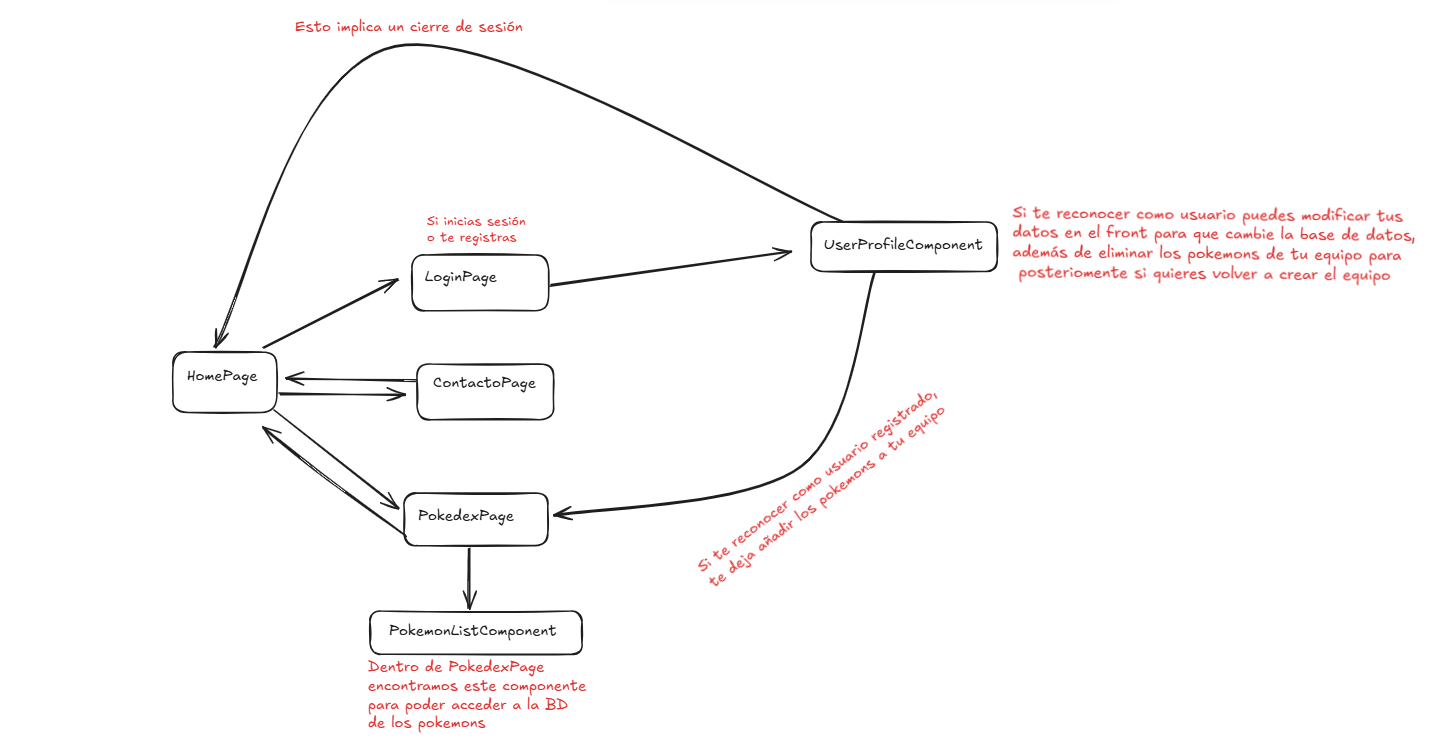 Esto implica un cierre de sesión
Si inicias sesión
o te registras
LoginPage
UserProfileComponent
Si te reconocer como usuario puedes modificar tus
datos en el front para que cambie la base de datos,
además de eliminar los pokemons de tu equipo para
posteriomente si quieres volver a crear el equipo
HomePage
ContactoPage
PokedexPage
Si te reconocer como usuario registrado,
te deja añadir los pokemons a tu equipo
PokemonListComponent
Dentro de PokedexPage
encontramos este componente
para poder acceder a la BD
de los pokemons